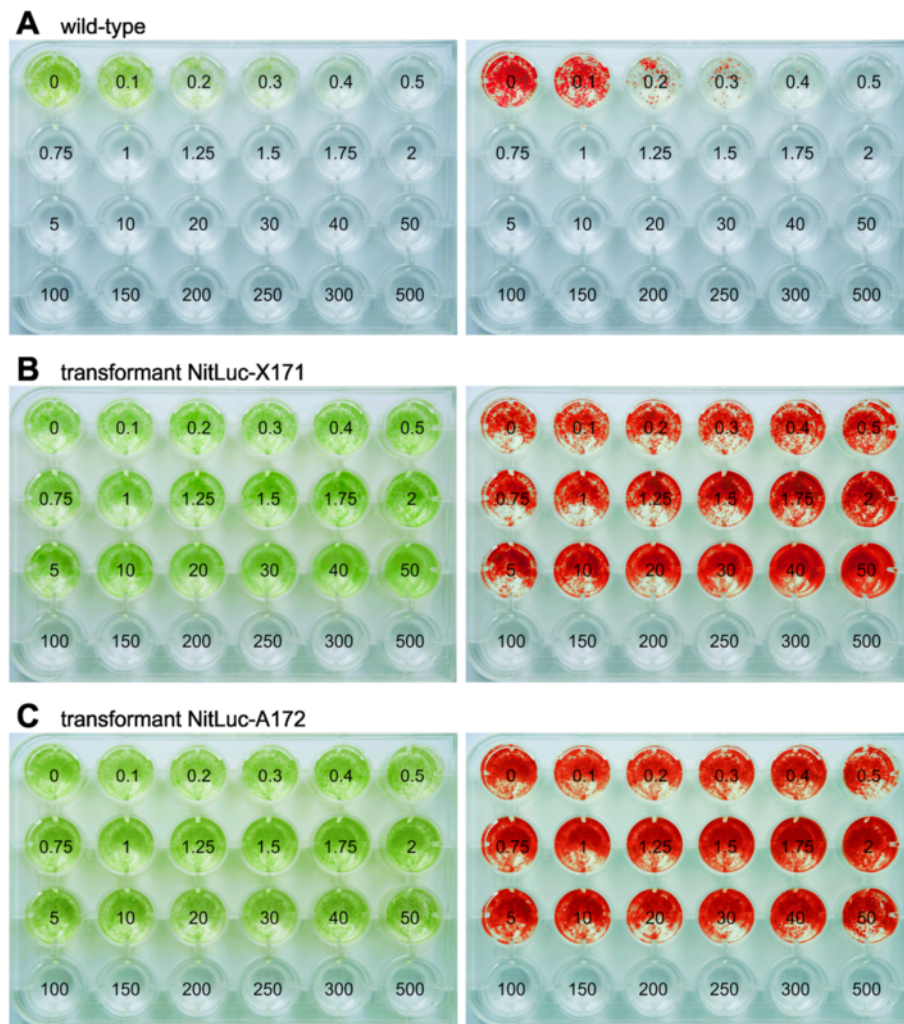 A wild-type
0 0.1 0.2 0.3 0.4 0.5 0 0.1 0.2 0.3 0.4 0.5
0.75 1 1.25 1.5 1.75 2 0.75 1 1.25 1.5 1.75 2
5 10 20 30 40 50 5 10 20 30 40 50
100 150 200 250 300 500 100 150 200 250 300 500
B transformant NitLuc-X171
0 0.1 0.2 0.3 0.4 0.5 0 0.1 0.2 0.3 0.4 0.5
0.75 1 1.25 1.5 1.75 2 0.75 1 1.25 1.5 1.75 2
5 10 20 30 40 50 5 10 20 30 40 50
100 150 200 250 300 500 100 150 200 250 300 500
C transformant NitLuc-A172
0 0.1 0.2 0.3 0.4 0.5 0 0.1 0.2 0.3 0.4 0.5
0.75 1 1.25 1.5 1.75 2 0.75 1 1.25 1.5 1.75 2
5 10 20 30 40 50 5 10 20 30 40 50
100 150 200 250 300 500 100 150 200 250 300 500